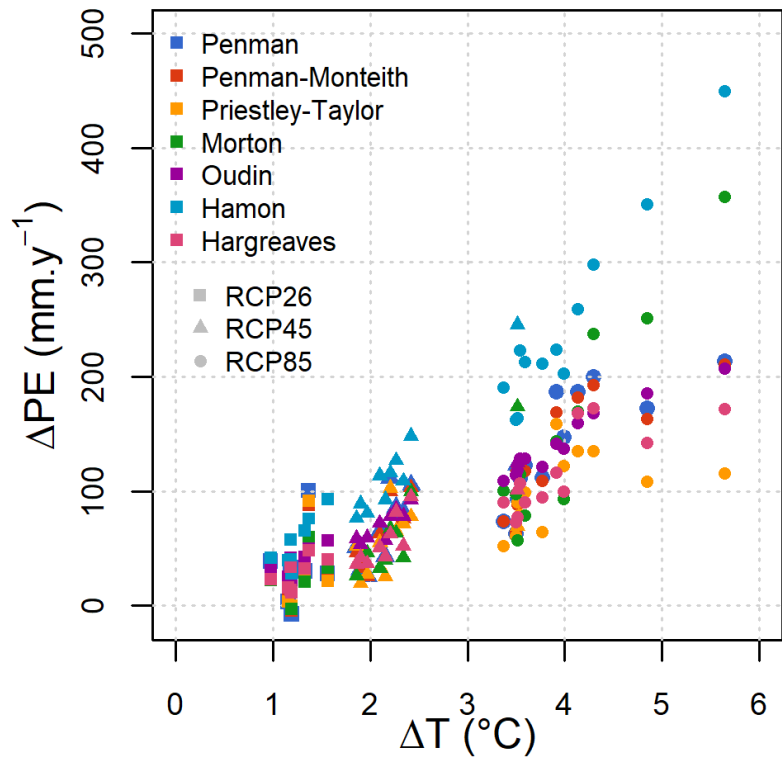 ΔPE (mm.y⁻¹)
500
400
300
200
100
0
Penman
Penman-Monteith
Priestley-Taylor
Morton
Oudin
Hamon
Hargreaves
RCP26
RCP45
RCP85
0 1 2 3 4 5 6
ΔT (°C)